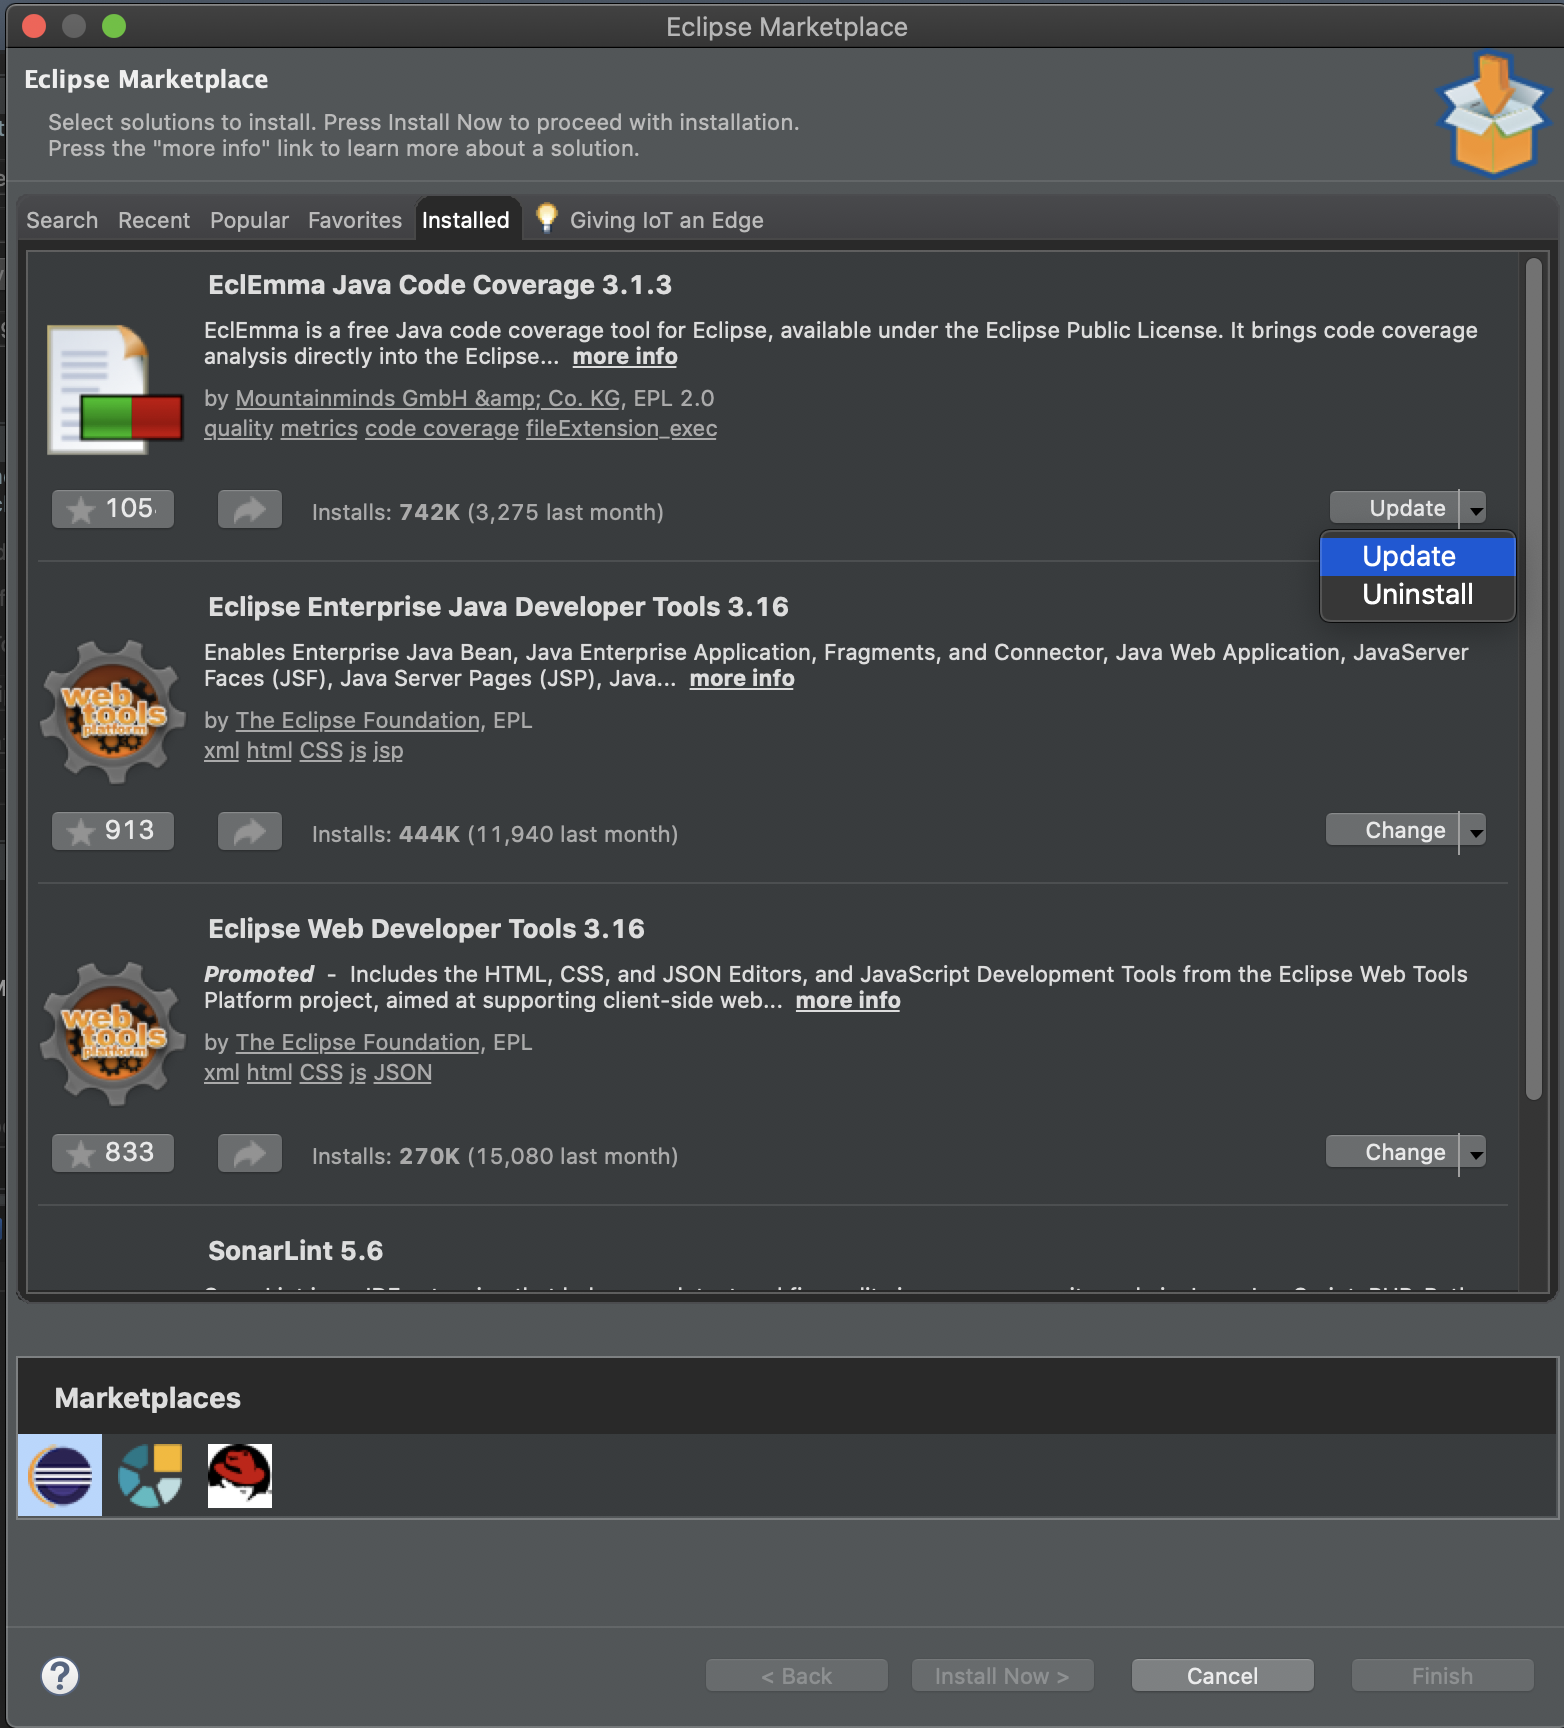 Eclipse Marketplace
Eclipse Marketplace
Select solutions to install. Press Install Now to proceed with installation.
Press the "more info" link to learn more about a solution.
Search Recent Popular Favorites Installed Giving IoT an Edge
EclEmma Java Code Coverage 3.1.3
EclEmma is a free Java code coverage tool for Eclipse, available under the Eclipse Public License. It brings code coverage
analysis directly into the Eclipse... more info
by Mountainminds GmbH &amp; Co. KG, EPL 2.0
quality metrics code coverage fileExtension_exec
105 Installs: 742K (3,275 last month) Update
Update
Uninstall
Eclipse Enterprise Java Developer Tools 3.16
Enables Enterprise Java Bean, Java Enterprise Application, Fragments, and Connector, Java Web Application, JavaServer
Faces (JSF), Java Server Pages (JSP), Java... more info
web
tools
platform
by The Eclipse Foundation, EPL
xml html CSS js jsp
913 Installs: 444K (11,940 last month) Change
Eclipse Web Developer Tools 3.16
Promoted - Includes the HTML, CSS, and JSON Editors, and JavaScript Development Tools from the Eclipse Web Tools
Platform project, aimed at supporting client-side web... more info
web
tools
platform
by The Eclipse Foundation, EPL
xml html CSS js JSON
833 Installs: 270K (15,080 last month) Change
SonarLint 5.6
Marketplaces
? < Back Install Now > Cancel Finish